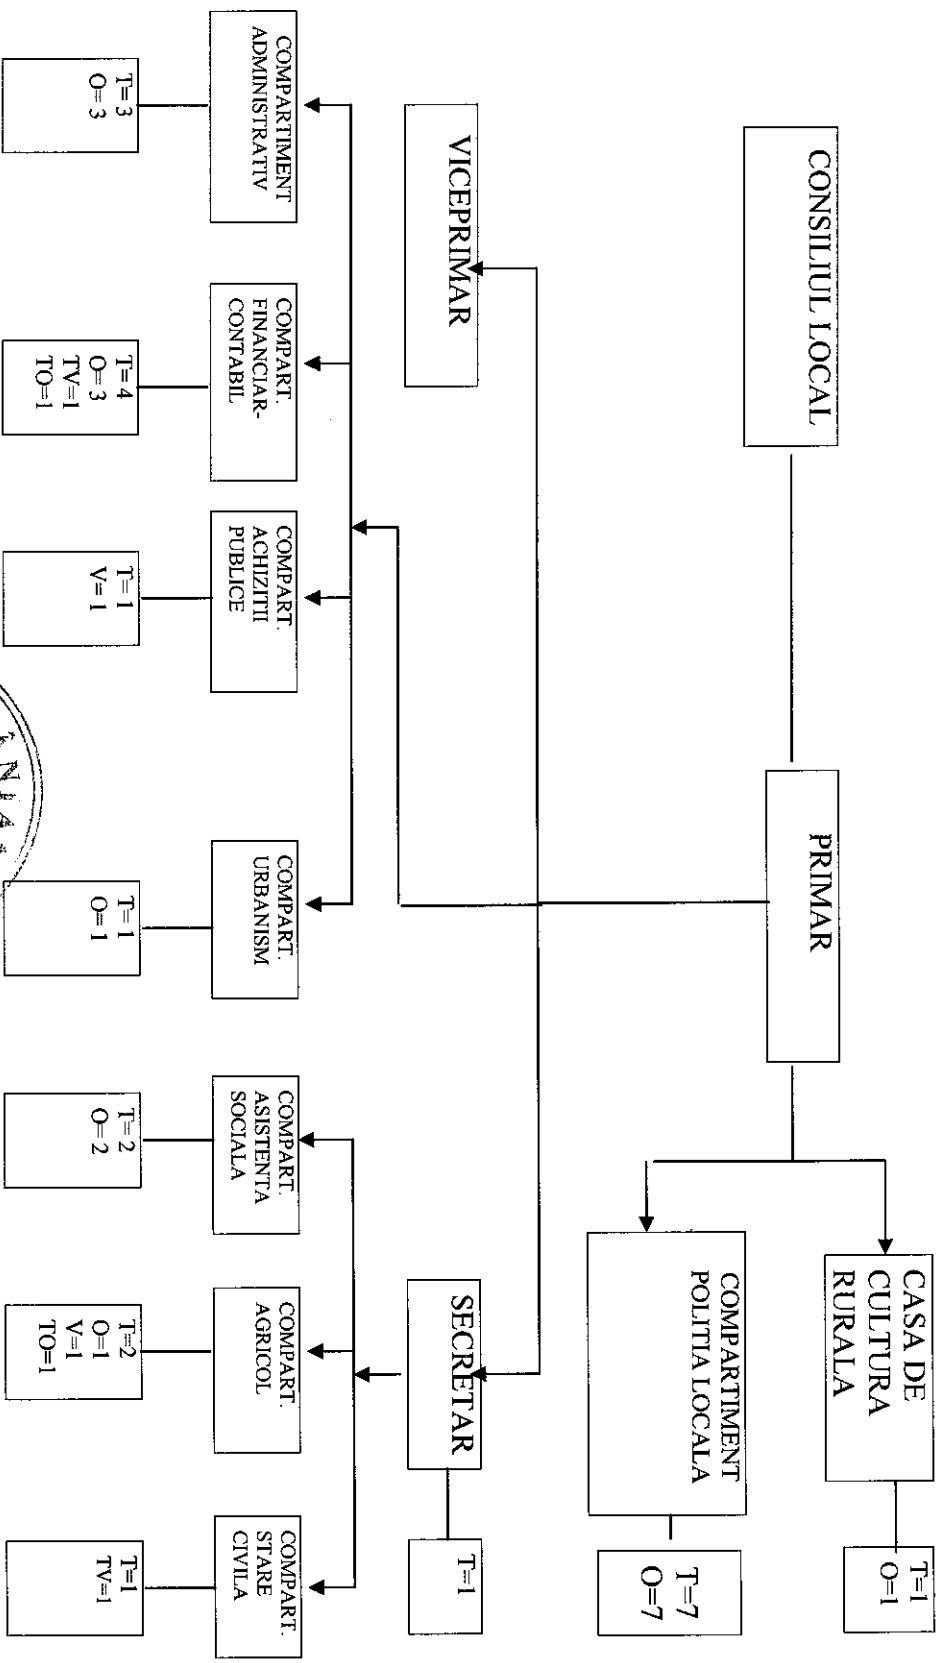 CONSILIUL LOCAL
PRIMAR
CASA DE
CULTURA
RURALA
T=1
O=1
COMPARTIMENT
POLITIA LOCALA
T=7
O=7
VICEPRIMAR
SECRETAR
T=1
COMPARTIMENT
ADMINISTRATIV
COMPART.
FINANCIAR-
CONTABIL
COMPART.
ACHIZITII
PUBLICE
COMPART.
URBANISM
COMPART.
ASISTENTA
SOCIALA
COMPART.
AGRICOL
COMPART.
STARE
CIVILA
T=3
O=3
T=4
O=3
TV=1
TO=1
T=1
V=1
T=1
O=1
T=2
O=2
T=2
O=1
V=1
TO=1
T=1
TV=1